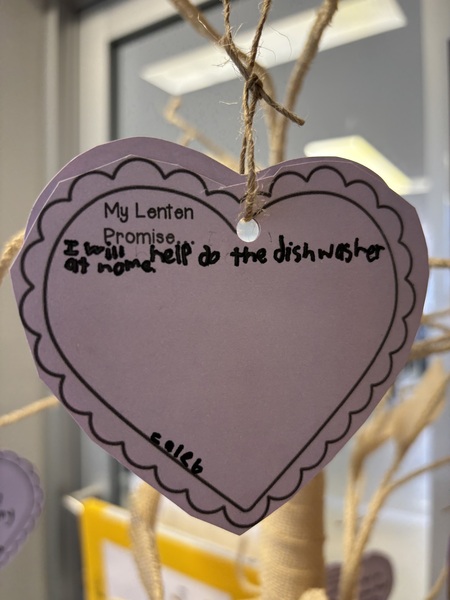 My Lenten
Promise
I will help do the dishwasher
at home
caleb